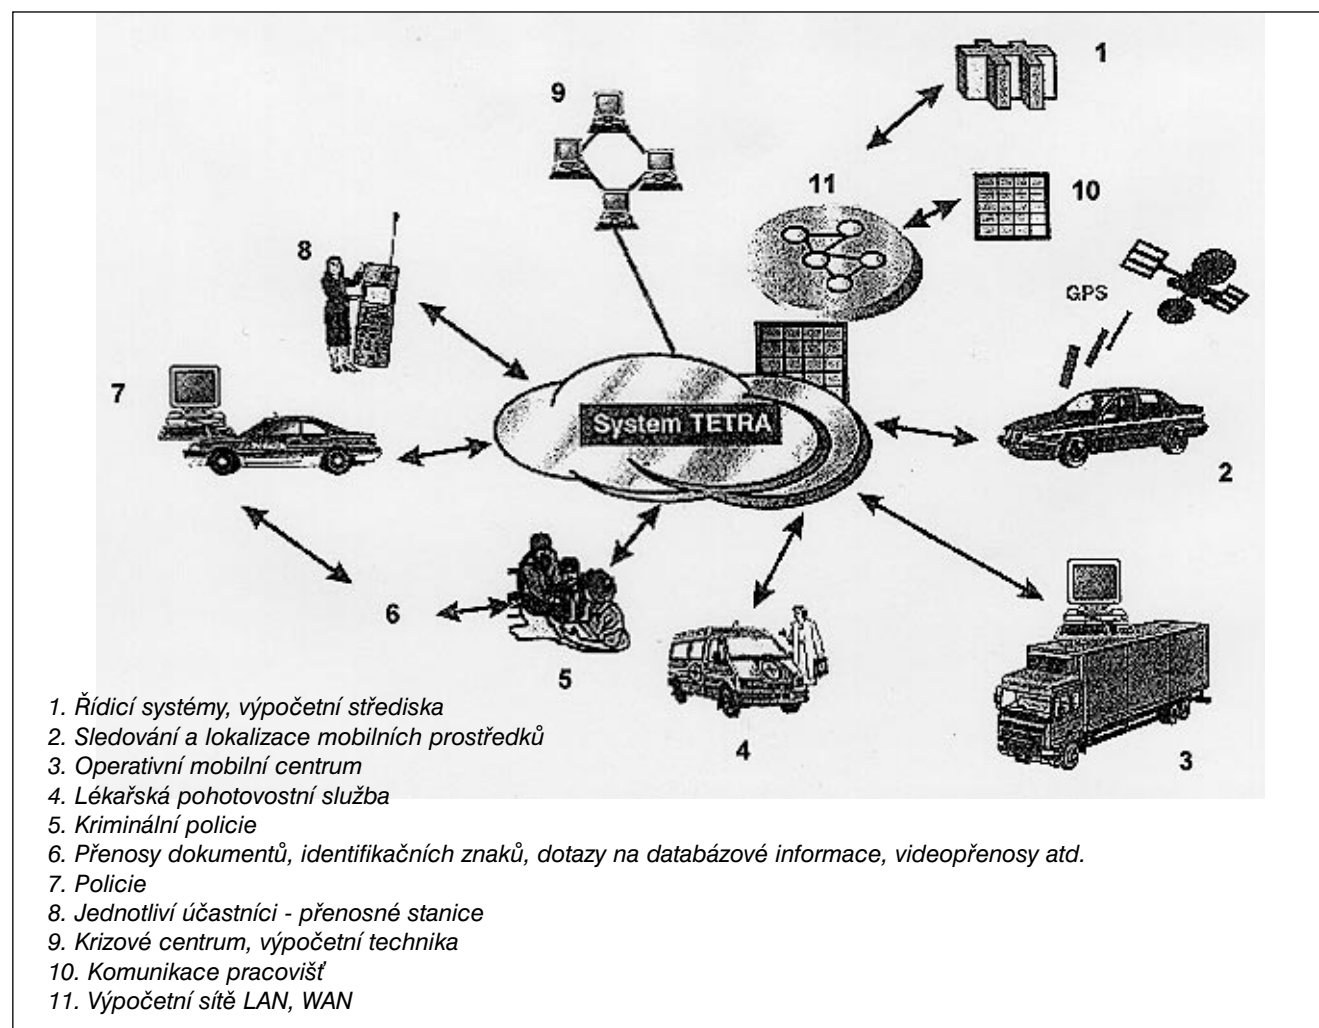 1
9
11
10
8
GPS
7
System TETRA
2
6
5
4
3
1. Řídicí systémy, výpočetní střediska
2. Sledování a lokalizace mobilních prostředků
3. Operativní mobilní centrum
4. Lékařská pohotovostní služba
5. Kriminální policie
6. Přenosy dokumentů, identifikačních znaků, dotazy na databázové informace, videopřenosy atd.
7. Policie
8. Jednotliví účastníci - přenosné stanice
9. Krizové centrum, výpočetní technika
10. Komunikace pracovišť
11. Výpočetní sítě LAN, WAN